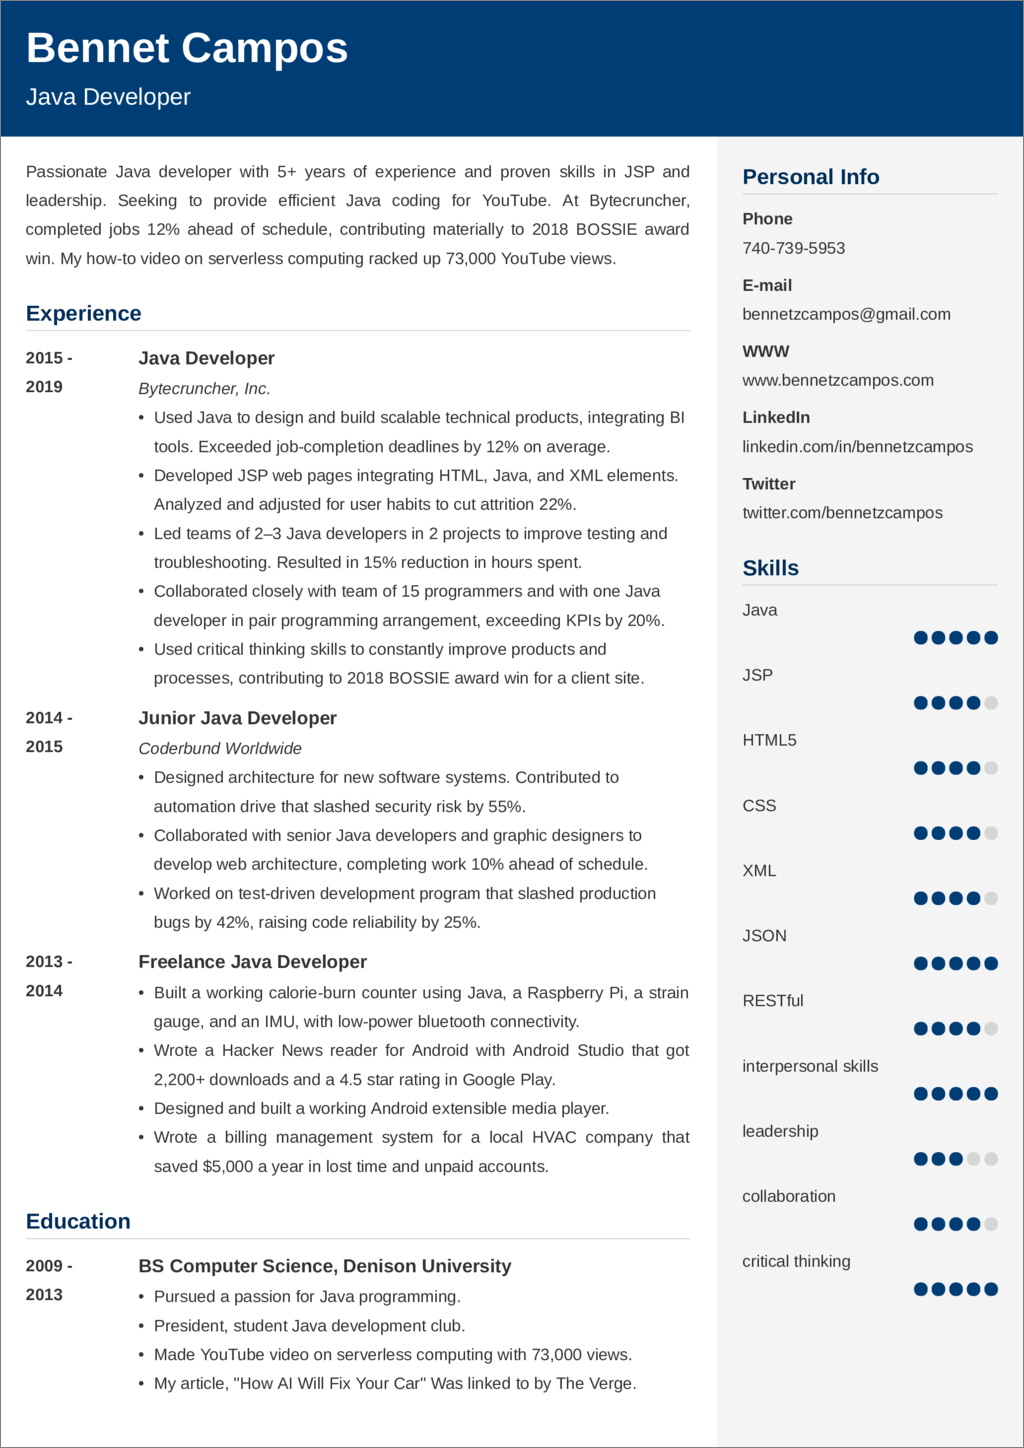 Bennet Campos
Java Developer
Passionate Java developer with 5+ years of experience and proven skills in JSP and
leadership. Seeking to provide efficient Java coding for YouTube. At Bytecruncher,
completed jobs 12% ahead of schedule, contributing materially to 2018 BOSSIE award
win. My how-to video on serverless computing racked up 73,000 YouTube views.
Experience
2015 -
2019
Java Developer
Bytecruncher, Inc.
• Used Java to design and build scalable technical products, integrating BI
tools. Exceeded job-completion deadlines by 12% on average.
• Developed JSP web pages integrating HTML, Java, and XML elements.
Analyzed and adjusted for user habits to cut attrition 22%.
• Led teams of 2–3 Java developers in 2 projects to improve testing and
troubleshooting. Resulted in 15% reduction in hours spent.
• Collaborated closely with team of 15 programmers and with one Java
developer in pair programming arrangement, exceeding KPIs by 20%.
• Used critical thinking skills to constantly improve products and
processes, contributing to 2018 BOSSIE award win for a client site.
2014 -
2015
Junior Java Developer
Coderbund Worldwide
• Designed architecture for new software systems. Contributed to
automation drive that slashed security risk by 55%.
• Collaborated with senior Java developers and graphic designers to
develop web architecture, completing work 10% ahead of schedule.
• Worked on test-driven development program that slashed production
bugs by 42%, raising code reliability by 25%.
2013 -
2014
Freelance Java Developer
• Built a working calorie-burn counter using Java, a Raspberry Pi, a strain
gauge, and an IMU, with low-power bluetooth connectivity.
• Wrote a Hacker News reader for Android with Android Studio that got
2,200+ downloads and a 4.5 star rating in Google Play.
• Designed and built a working Android extensible media player.
• Wrote a billing management system for a local HVAC company that
saved $5,000 a year in lost time and unpaid accounts.
Education
2009 -
2013
BS Computer Science, Denison University
• Pursued a passion for Java programming.
• President, student Java development club.
• Made YouTube video on serverless computing with 73,000 views.
• My article, "How AI Will Fix Your Car" Was linked to by The Verge.
Personal Info
Phone
740-739-5953
E-mail
bennetzcampos@gmail.com
WWW
www.bennetzcampos.com
LinkedIn
linkedin.com/in/bennetzcampos
Twitter
twitter.com/bennetzcampos
Skills
Java
JSP
HTML5
CSS
XML
JSON
RESTful
interpersonal skills
leadership
collaboration
critical thinking